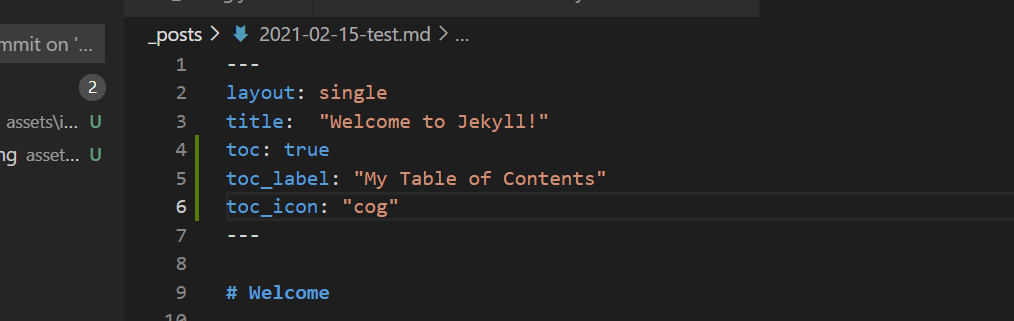 _posts > 2021-02-15-test.md > ...
mmit on '...
2
assets\i... U
ng asset... U
1 ---
2 layout: single
3 title:  "Welcome to Jekyll!"
4 toc: true
5 toc_label: "My Table of Contents"
6 toc_icon: "cog"
7 ---
8
9 # Welcome
10